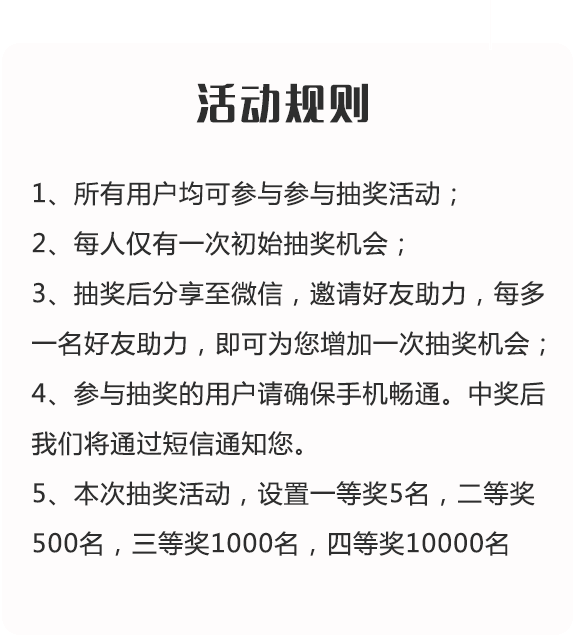 活动规则
1、所有用户均可参与参与抽奖活动；
2、每人仅有一次初始抽奖机会；
3、抽奖后分享至微信，邀请好友助力，每多
一名好友助力，即可为您增加一次抽奖机会；
4、参与抽奖的用户请确保手机畅通。中奖后
我们将通过短信通知您。
5、本次抽奖活动，设置一等奖5名，二等奖
500名，三等奖1000名，四等奖10000名